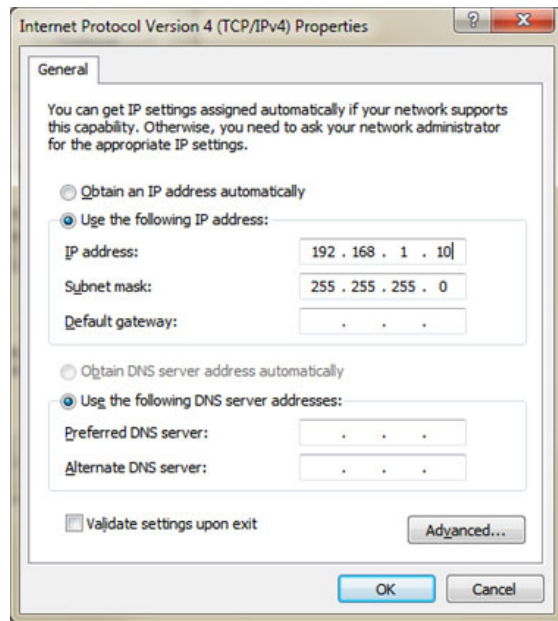 Internet Protocol Version 4 (TCP/IPv4) Properties
General
You can get IP settings assigned automatically if your network supports
this capability. Otherwise, you need to ask your network administrator
for the appropriate IP settings.
Obtain an IP address automatically
Use the following IP address:
IP address: 192 . 168 . 1 . 10
Subnet mask: 255 . 255 . 255 . 0
Default gateway: . . .
Obtain DNS server address automatically
Use the following DNS server addresses:
Preferred DNS server: . . .
Alternate DNS server: . . .
Validate settings upon exit
Advanced...
OK Cancel